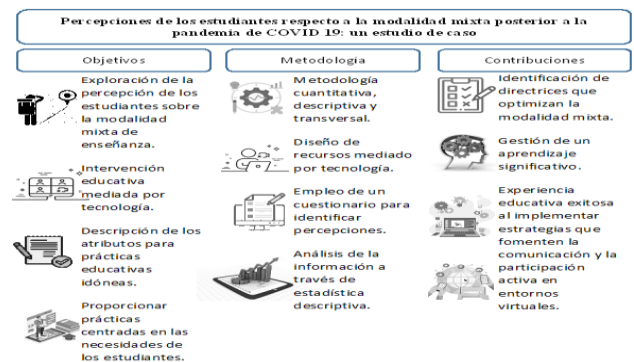 Percepciones de los estudiantes respecto a la modalidad mixta posterior a la
pandemia de COVID 19: un estudio de caso
Objetivos
Exploración de la
percepción de los
estudiantes sobre
la modalidad
mixta de
enseñanza.
Intervención
educativa
mediada por
tecnología.
Descripción de los
atributos para
prácticas
educativas
idóneas.
Proporcionar
prácticas
centradas en las
necesidades de
los estudiantes.
Metodología
Metodología
cuantitativa,
descriptiva y
transversal.
Diseño de
recursos mediado
por tecnología.
Empleo de un
cuestionario para
identificar
percepciones.
Análisis de la
información a
través de
estadística
descriptiva.
Contribuciones
Identificación de
directrices que
optimizan la
modalidad mixta.
Gestión de un
aprendizaje
significativo.
Experiencia
educativa exitosa
al implementar
estrategias que
fomenten la
comunicación y la
participación
activa en
entornos
virtuales.